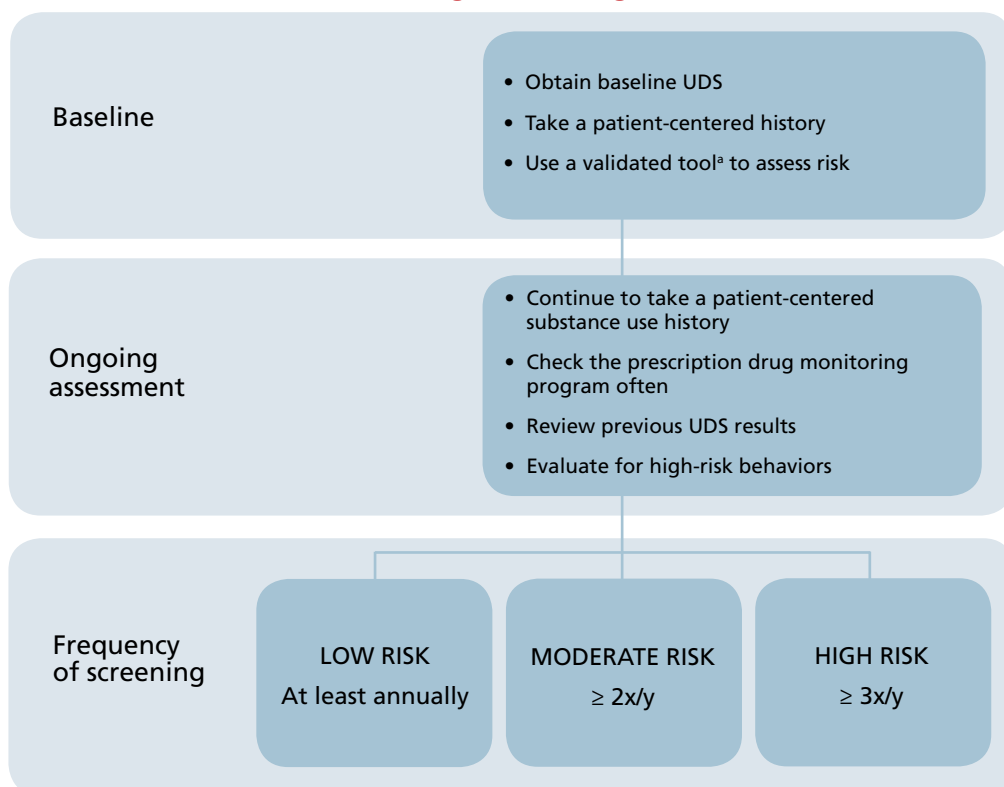 Baseline
• Obtain baseline UDS
• Take a patient-centered history
• Use a validated toolᵃ to assess risk
Ongoing
assessment
• Continue to take a patient-centered
substance use history
• Check the prescription drug monitoring
program often
• Review previous UDS results
• Evaluate for high-risk behaviors
Frequency
of screening
LOW RISK
At least annually
MODERATE RISK
≥ 2x/y
HIGH RISK
≥ 3x/y